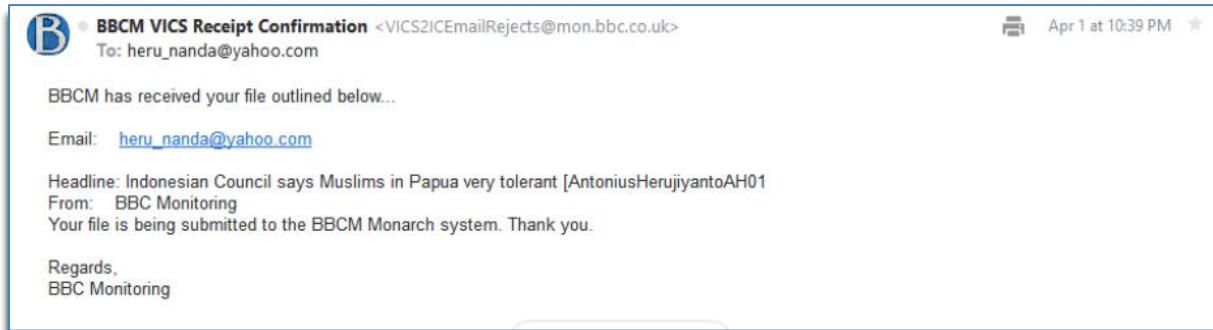 B
BBCM VICS Receipt Confirmation <VICS2ICEmailRejects@mon.bbc.co.uk> Apr 1 at 10:39 PM
To: heru_nanda@yahoo.com
BBCM has received your file outlined below...
Email: heru_nanda@yahoo.com
Headline: Indonesian Council says Muslims in Papua very tolerant [AntoniusHerujiyantoAH01
From: BBC Monitoring
Your file is being submitted to the BBCM Monarch system. Thank you.
Regards,
BBC Monitoring